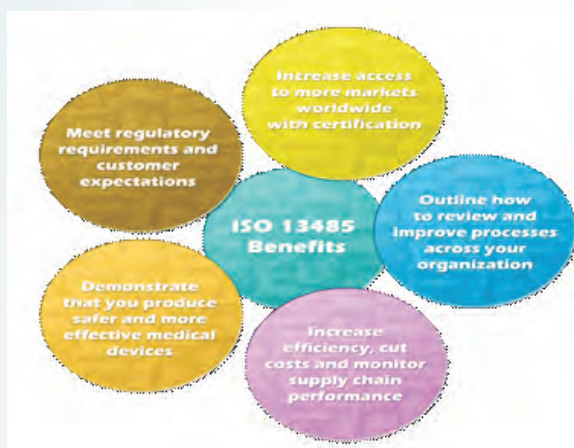 Increase access
to more markets
worldwide
with certification
Meet regulatory
requirements and
customer
expectations
ISO 13485
Benefits
Outline how
to review and
improve processes
across your
organization
Demonstrate
that you produce
safer and more
effective medical
devices
Increase
efficiency, cut
costs and monitor
supply chain
performance